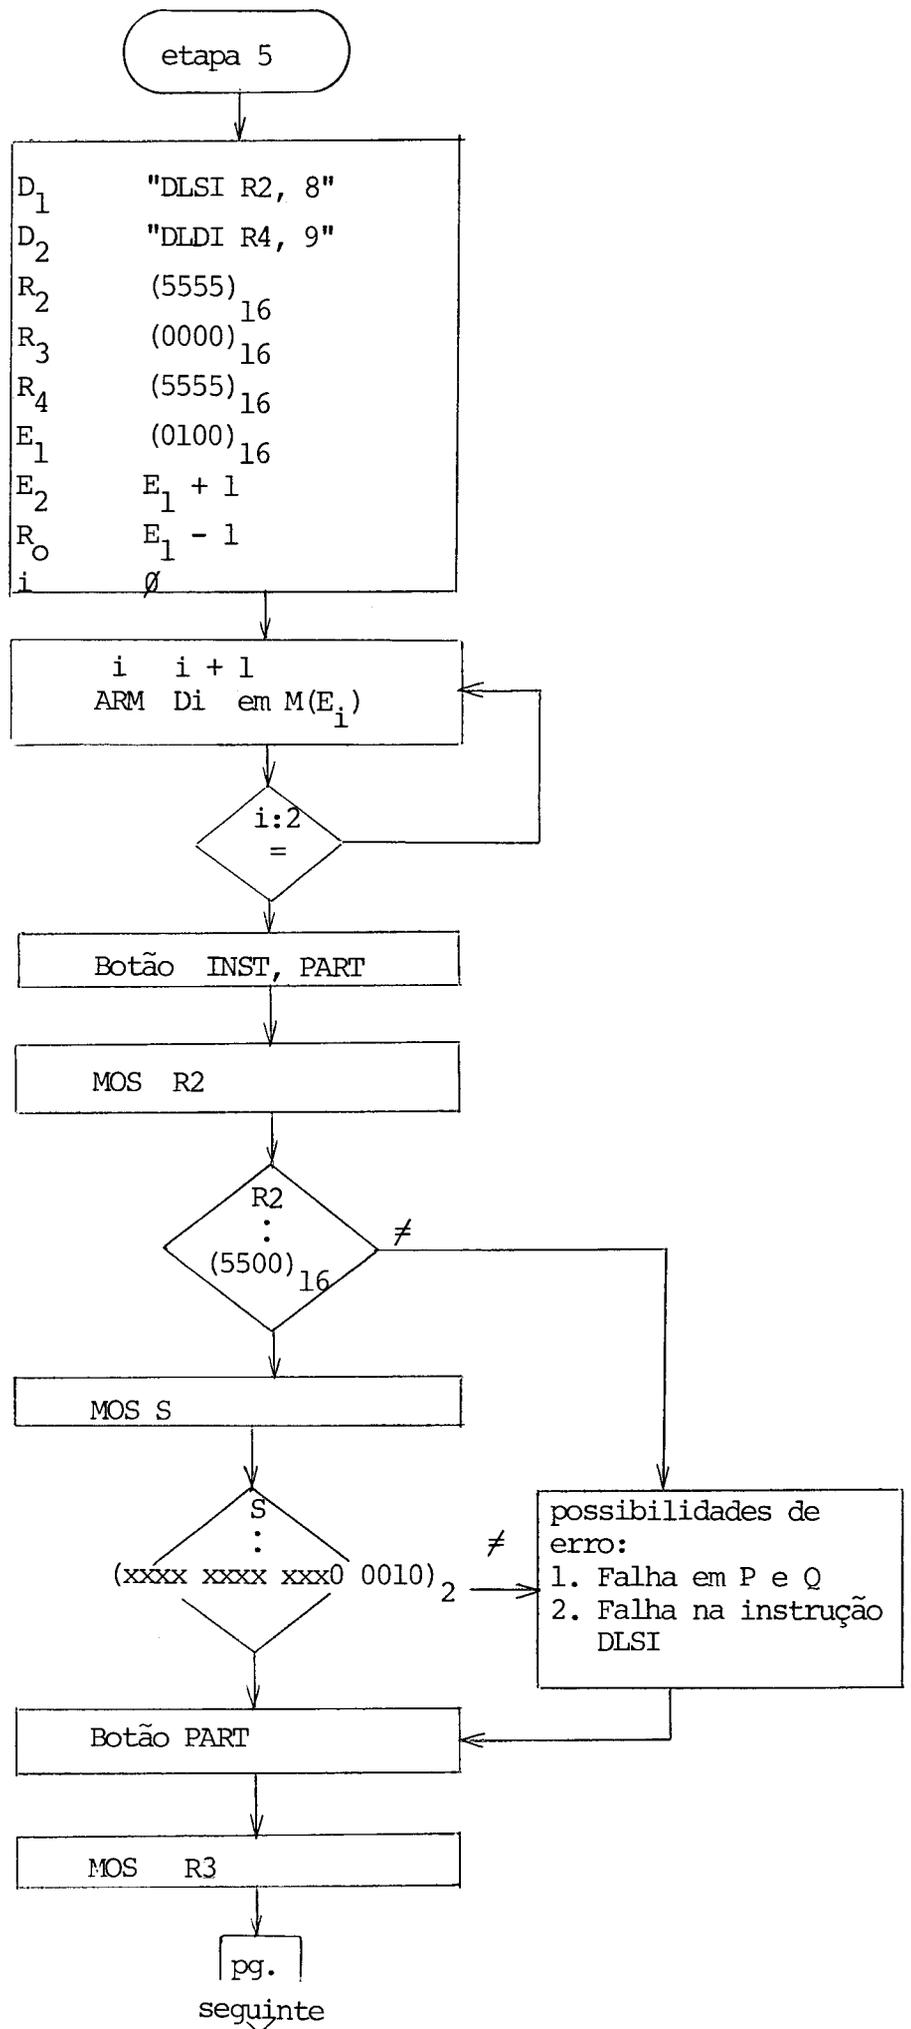 etapa 5
D1 "DLSI R2, 8"
D2 "DLDI R4, 9"
R2 (5555)16
R3 (0000)16
R4 (5555)16
E1 (0100)16
E2 E1 + 1
Ro E1 - 1
i Ø
i i + 1
ARM Di em M(Ei)
i:2
=
Botão INST, PART
MOS R2
R2
:
(5500)16
≠
MOS S
S
:
(xxxx xxxx xxx0 0010)2
≠
possibilidades de
erro:
1. Falha em P e Q
2. Falha na instrução
DLSI
Botão PART
MOS R3
pg.
seguinte